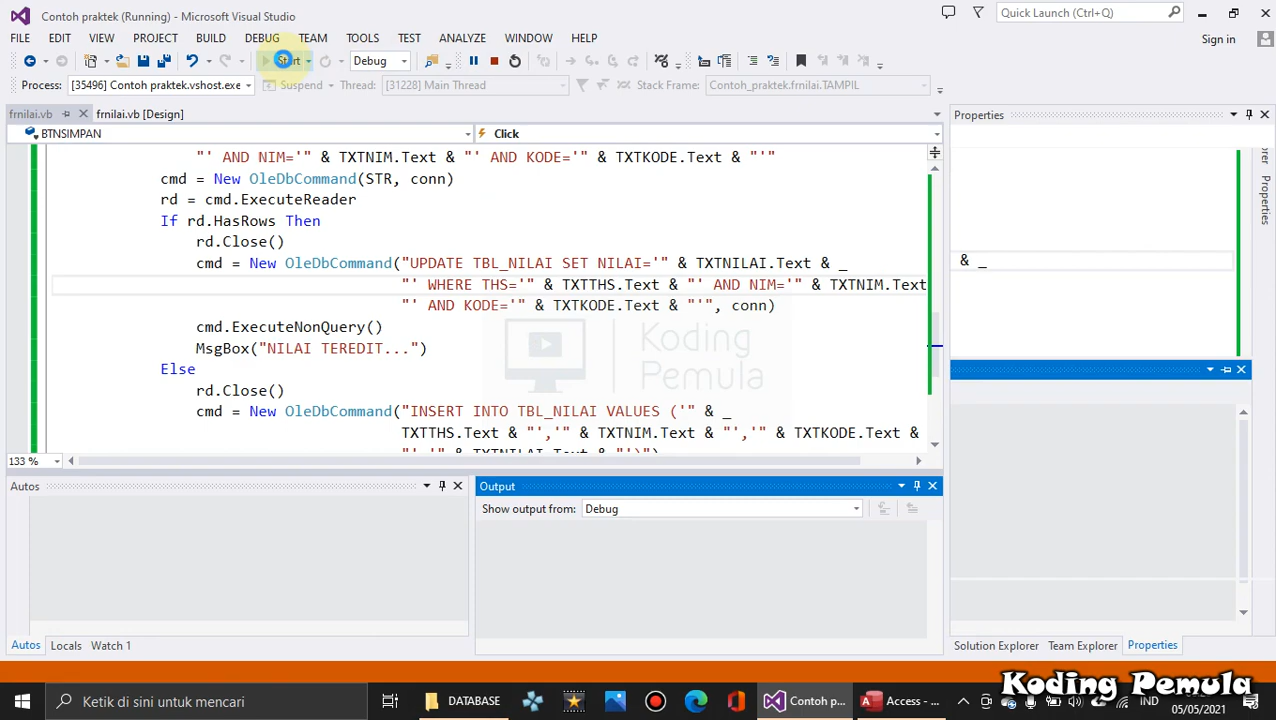 Contoh praktek (Running) - Microsoft Visual Studio
Quick Launch (Ctrl+Q)
FILE EDIT VIEW PROJECT BUILD DEBUG TEAM TOOLS TEST ANALYZE WINDOW HELP
Sign in
Start Debug
Process: [35496] Contoh praktek.vshost.exe Suspend Thread: [31228] Main Thread Stack Frame: Contoh_praktek.frnilai.TAMPIL
frnilai.vb frnilai.vb [Design]
Properties
BTNSIMPAN Click
"' AND NIM='" & TXTNIM.Text & "' AND KODE='" & TXTKODE.Text & "'"
cmd = New OleDbCommand(STR, conn)
rd = cmd.ExecuteReader
If rd.HasRows Then
rd.Close()
cmd = New OleDbCommand("UPDATE TBL_NILAI SET NILAI='" & TXTNILAI.Text & _
"' WHERE THS='" & TXTTHS.Text & "' AND NIM='" & TXTNIM.Text
"' AND KODE='" & TXTKODE.Text & "'", conn)
cmd.ExecuteNonQuery()
MsgBox("NILAI TEREDIT...")
Else
rd.Close()
cmd = New OleDbCommand("INSERT INTO TBL_NILAI VALUES ('" & _
TXTTHS.Text & "','" & TXTNIM.Text & "','" & TXTKODE.Text &
"','" & TXTNILAI.Text & "')")
& _
Properties
Koding
Pemula
133 %
Autos
Output
Show output from: Debug
Autos Locals Watch 1
Solution Explorer Team Explorer Properties
Koding Pemula
Ketik di sini untuk mencari
DATABASE
Contoh p...
Access - ...
IND
05/05/2021